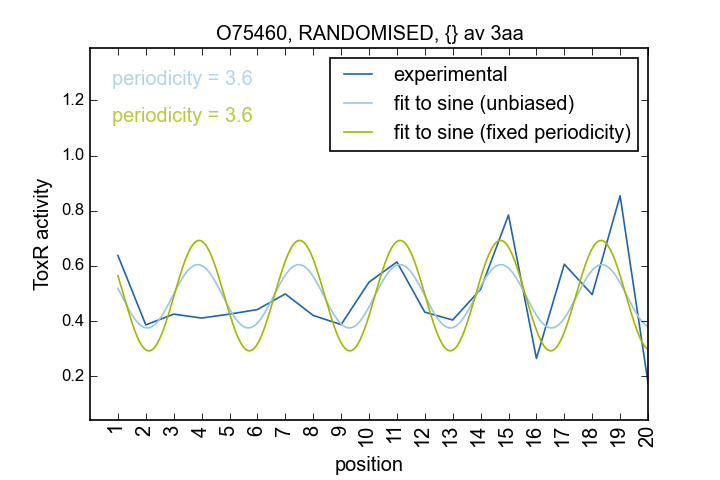 O75460, RANDOMISED, {} av 3aa
periodicity = 3.6
periodicity = 3.6
experimental
fit to sine (unbiased)
fit to sine (fixed periodicity)
ToxR activity
1.2
1.0
0.8
0.6
0.4
0.2
1 2 3 4 5 6 7 8 9 10 11 12 13 14 15 16 17 18 19 20
position